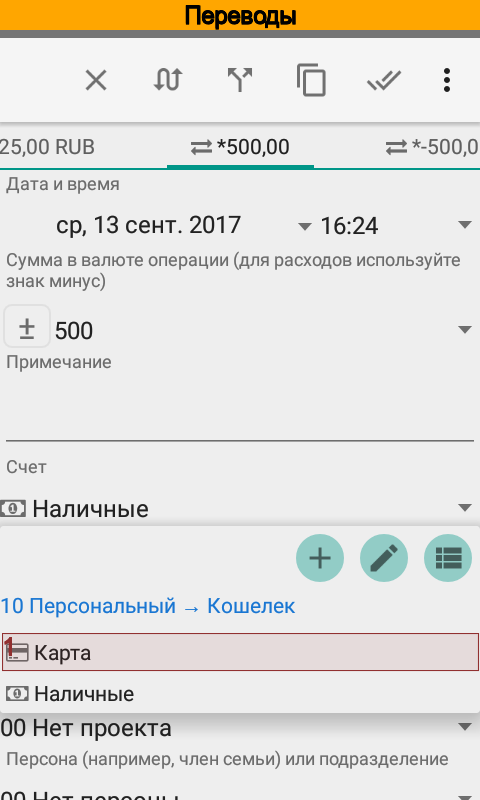 Переводы
25,00 RUB
*500,00
*-500,0
Дата и время
ср, 13 сент. 2017
16:24
Сумма в валюте операции (для расходов используйте
знак минус)
± 500
Примечание
Счет
Наличные
10 Персональный → Кошелек
1 Карта
Наличные
00 Нет проекта
Персона (например, член семьи) или подразделение
00 Нет персоны